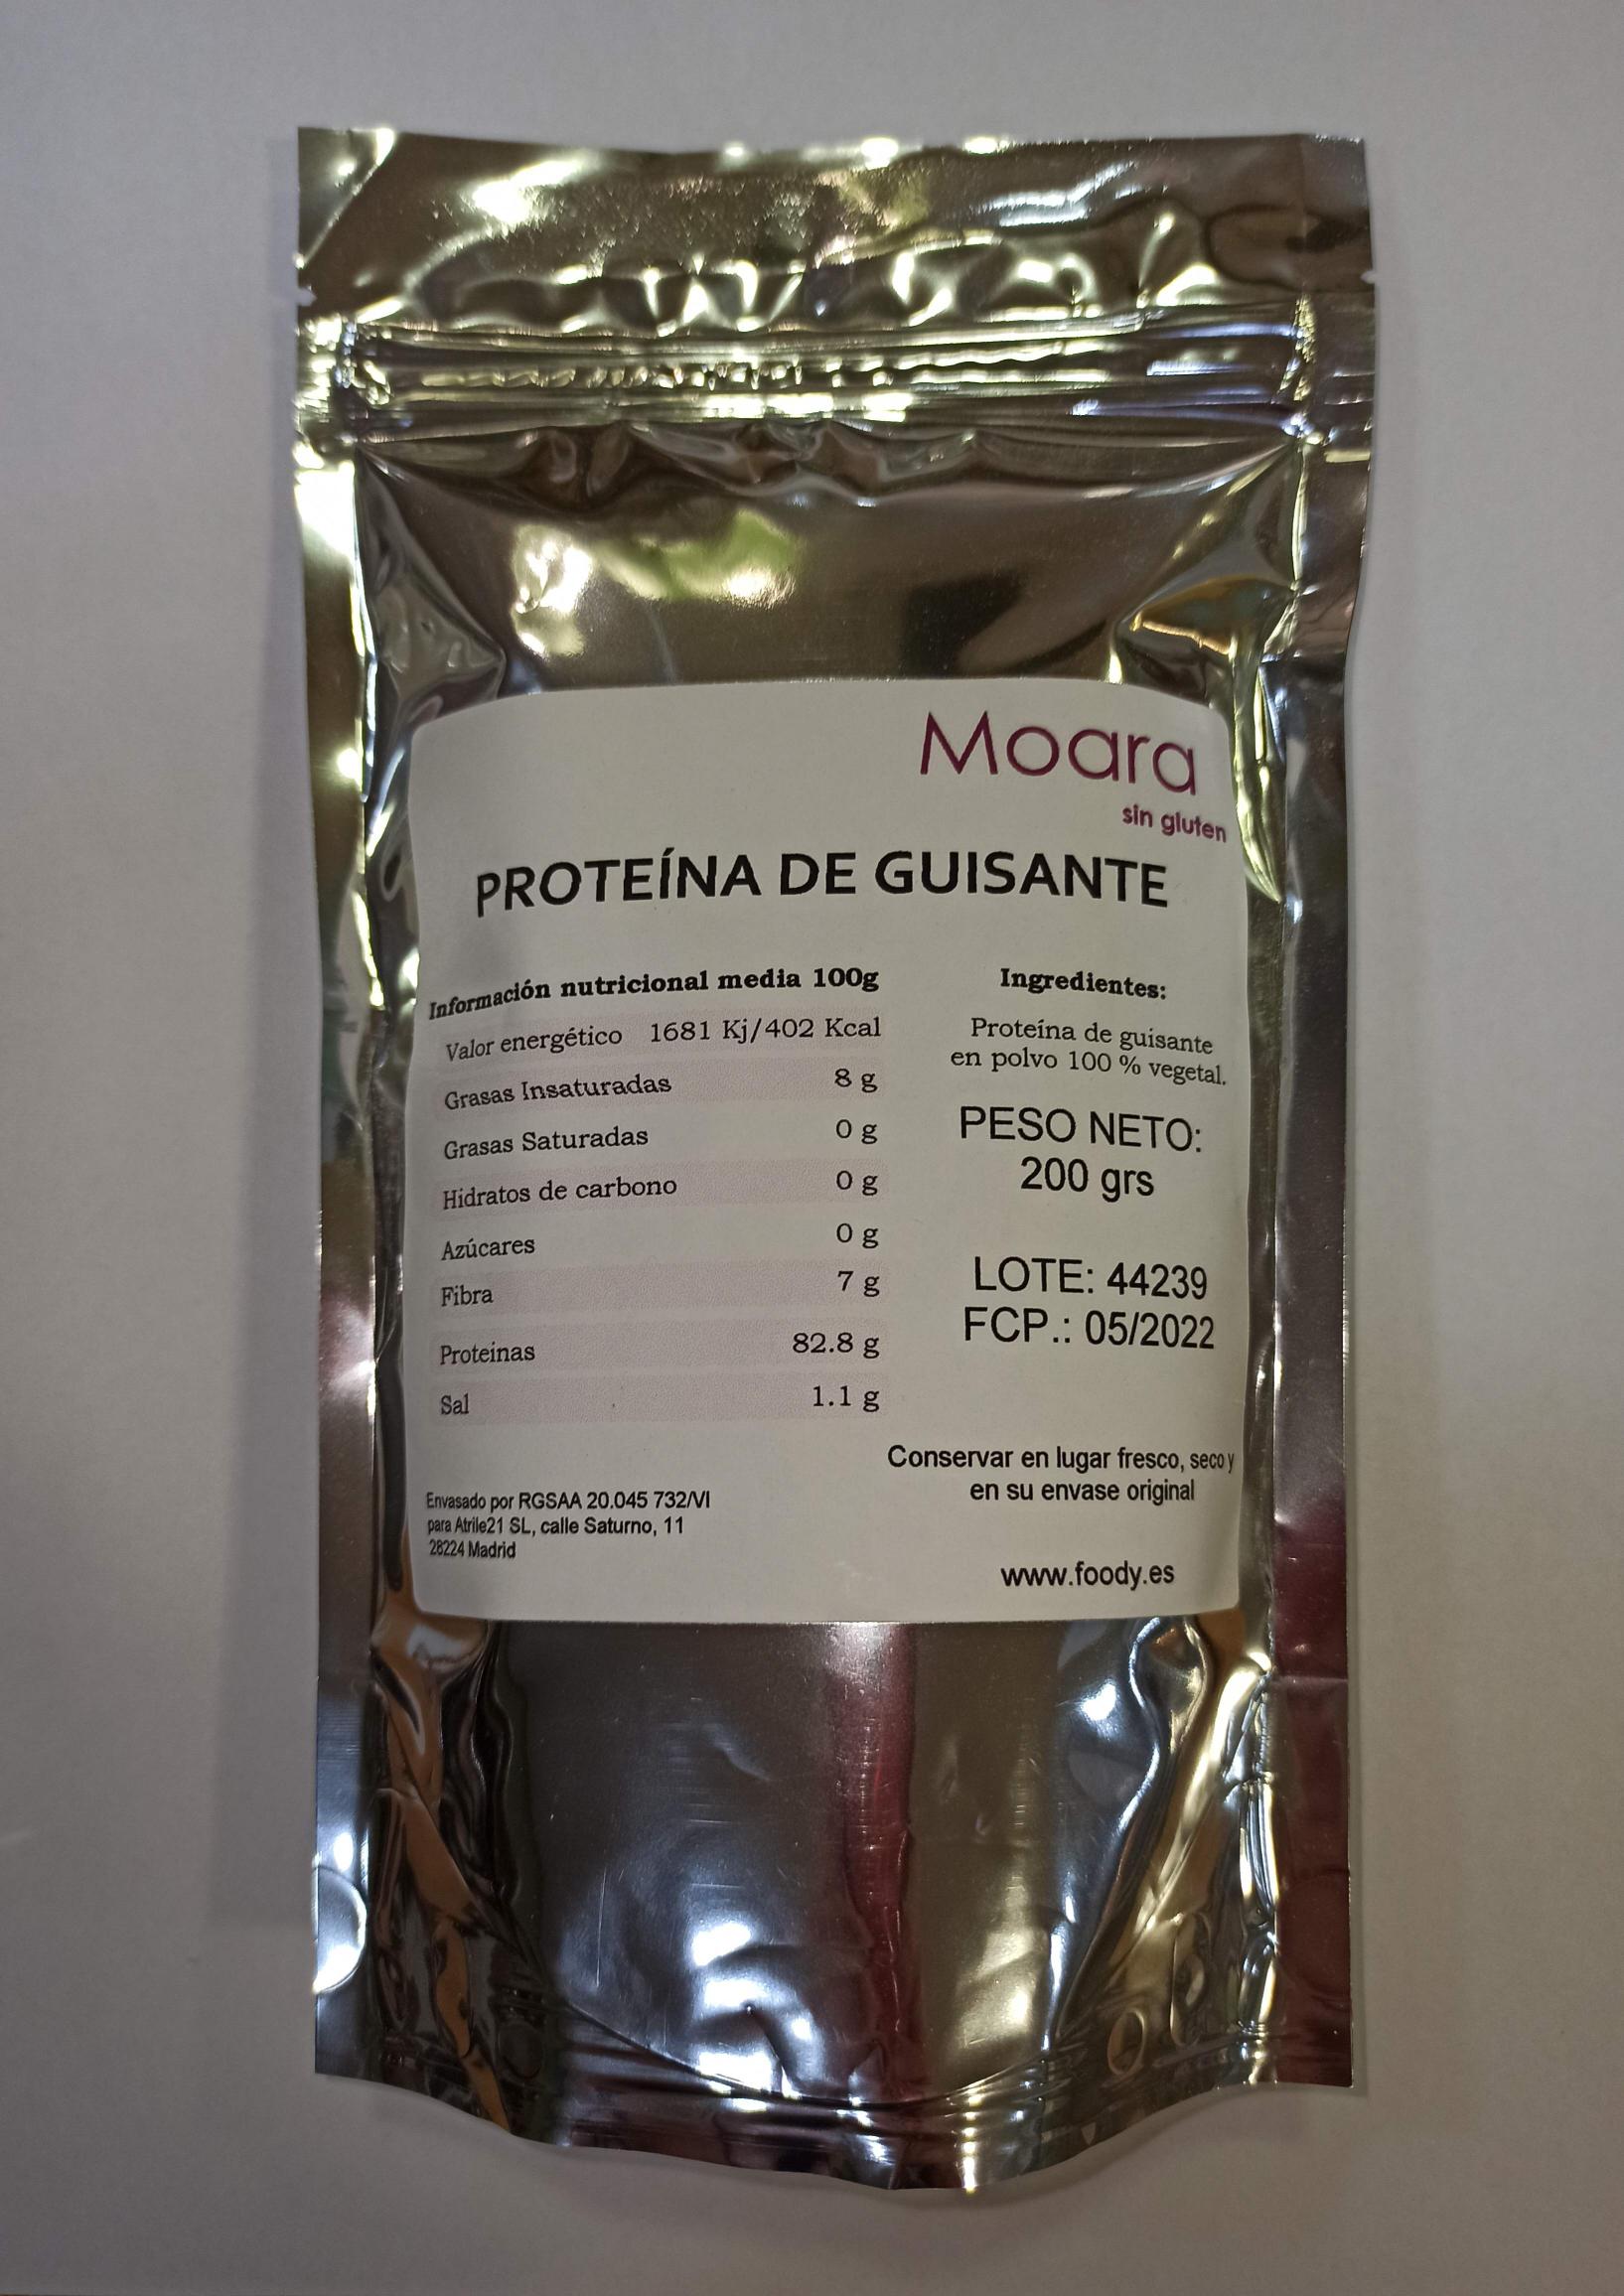 Moara
sin gluten
PROTEÍNA DE GUISANTE
Información nutricional media 100g
Valor energético 1681 Kj/402 Kcal
Grasas Insaturadas 8 g
Grasas Saturadas 0 g
Hidratos de carbono 0 g
Azúcares 0 g
Fibra 7 g
Proteinas 82.8 g
Sal 1.1 g
Envasado por RGSAA 20.045 732/VI
para Atrile21 SL, calle Saturno, 11
28224 Madrid
Ingredientes:
Proteína de guisante
en polvo 100 % vegetal.
PESO NETO:
200 grs
LOTE: 44239
FCP.: 05/2022
Conservar en lugar fresco, seco y
en su envase original
www.foody.es